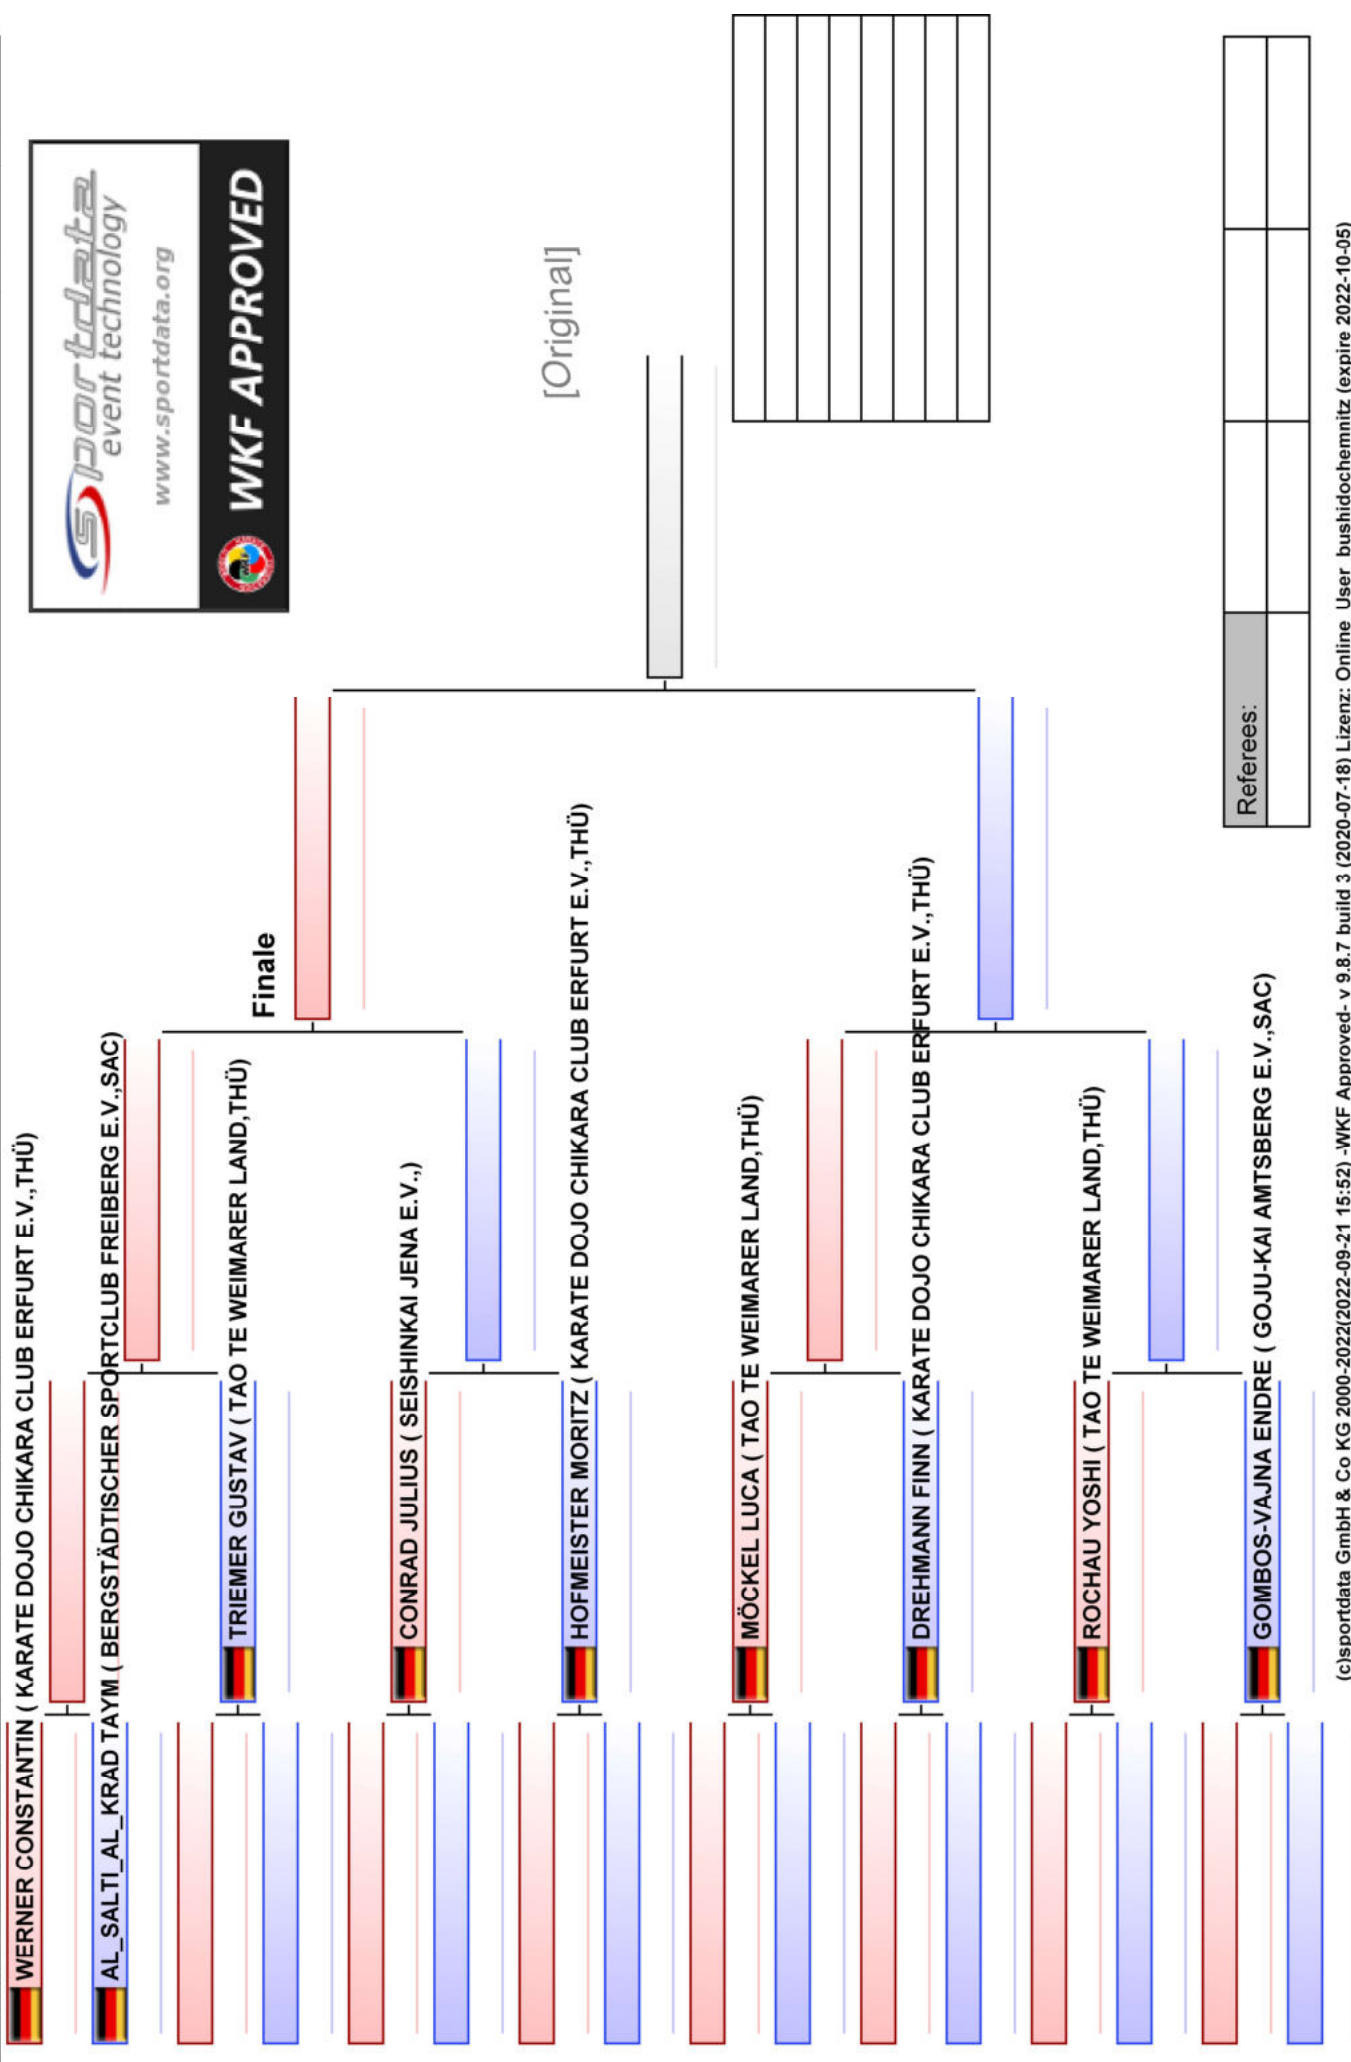 WERNER CONSTANTIN ( KARATE DOJO CHIKARA CLUB ERFURT E.V.,THÜ)
AL_SALTI_AL_KRAD TAYM ( BERGSTÄDTISCHER SPORTCLUB FREIBERG E.V.,SAC)
TRIEMER GUSTAV ( TAO TE WEIMARER LAND,THÜ)
CONRAD JULIUS ( SEISHINKAI JENA E.V.,)
HOFMEISTER MORITZ ( KARATE DOJO CHIKARA CLUB ERFURT E.V.,THÜ)
MÖCKEL LUCA ( TAO TE WEIMARER LAND,THÜ)
DREHMANN FINN ( KARATE DOJO CHIKARA CLUB ERFURT E.V.,THÜ)
ROCHAU YOSHI ( TAO TE WEIMARER LAND,THÜ)
GOMBOS-VAJNA ENDRE ( GOJU-KAI AMTSBERG E.V.,SAC)
Finale
sportdata
event technology
www.sportdata.org
WKF APPROVED
[Original]
Referees:
(c)sportdata GmbH & Co KG 2000-2022(2022-09-21 15:52) -WKF Approved- v 9.8.7 build 3 (2020-07-18) Lizenz: Online User bushidochemnitz (expire 2022-10-05)